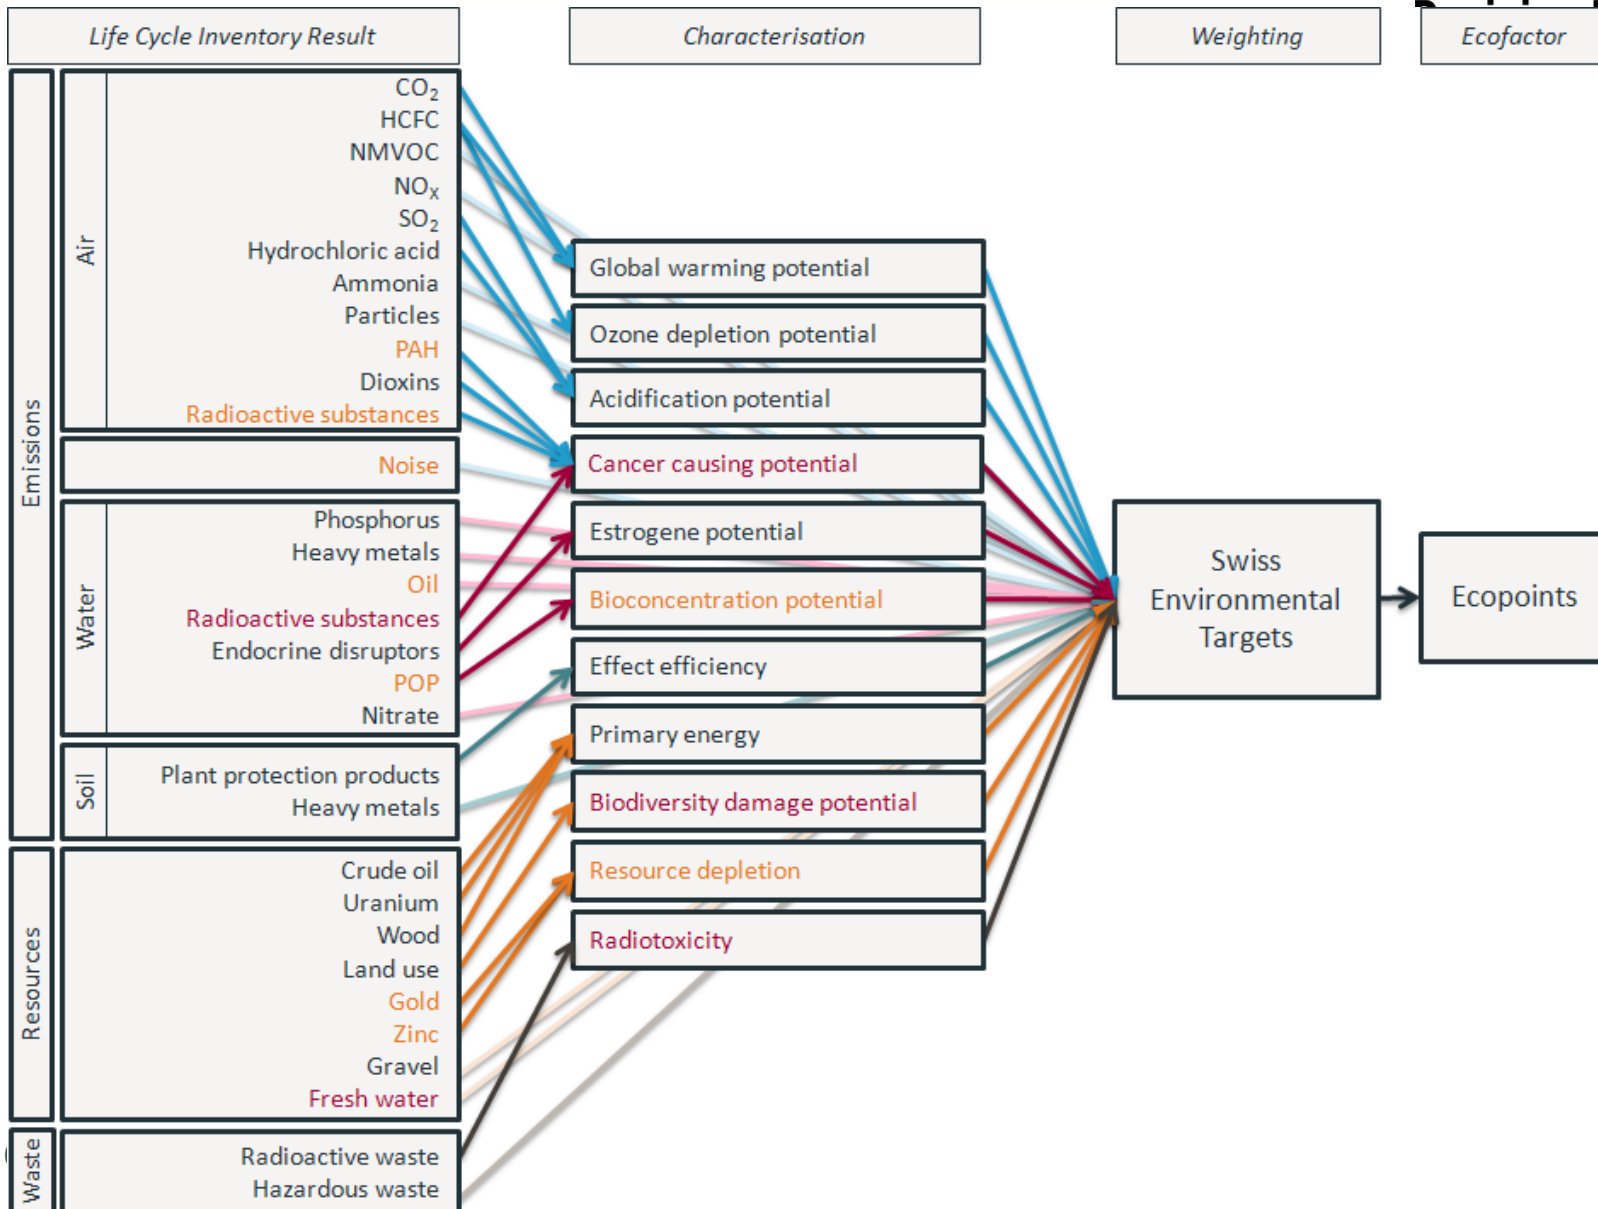 Life Cycle Inventory Result
Characterisation
Weighting
Ecofactor
Emissions
Air
CO₂
HCFC
NMVOC
NOₓ
SO₂
Hydrochloric acid
Ammonia
Particles
PAH
Dioxins
Radioactive substances
Noise
Water
Phosphorus
Heavy metals
Oil
Radioactive substances
Endocrine disruptors
POP
Nitrate
Soil
Plant protection products
Heavy metals
Resources
Crude oil
Uranium
Wood
Land use
Gold
Zinc
Gravel
Fresh water
Waste
Radioactive waste
Hazardous waste
Global warming potential
Ozone depletion potential
Acidification potential
Cancer causing potential
Estrogene potential
Bioconcentration potential
Effect efficiency
Primary energy
Biodiversity damage potential
Resource depletion
Radiotoxicity
Swiss
Environmental
Targets
Ecopoints